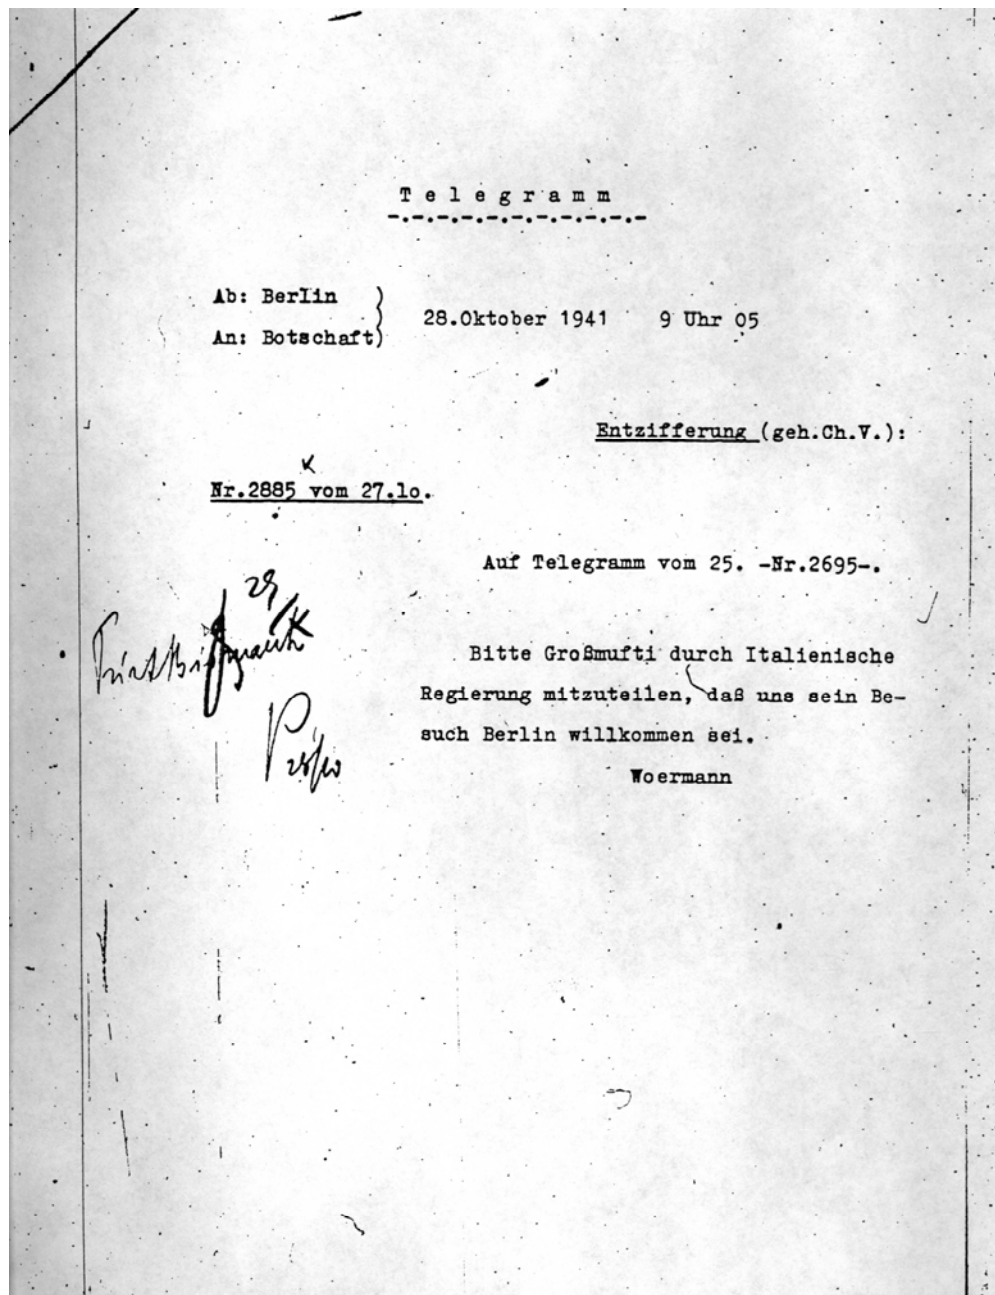 Telegramm
Ab: Berlin
An: Botschaft
28.Oktober 1941 9 Uhr 05
Entzifferung (geh.Ch.V.):
Nr.2885 vom 27.lo.
Auf Telegramm vom 25. -Nr.2695-.
Bitte Großmufti durch Italienische
Regierung mitzuteilen, daß uns sein Be-
such Berlin willkommen sei.
Woermann